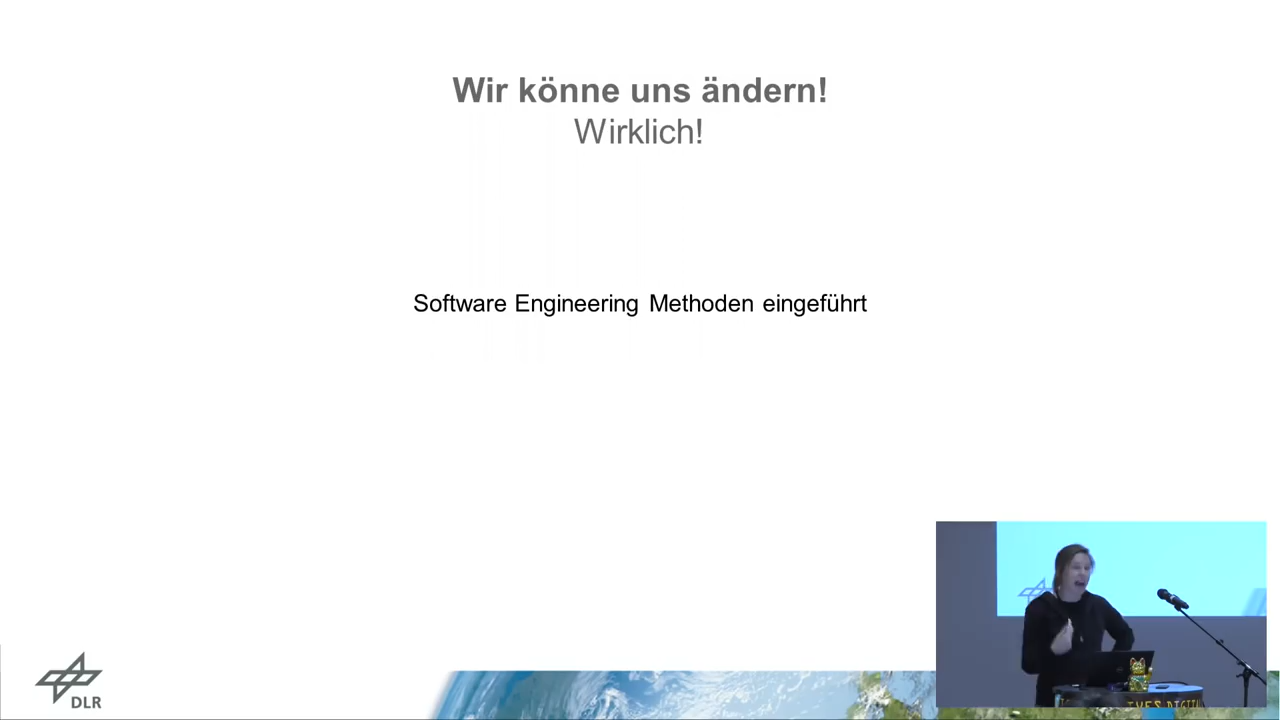 Wir könne uns ändern!
Wirklich!
Software Engineering Methoden eingeführt
DLR